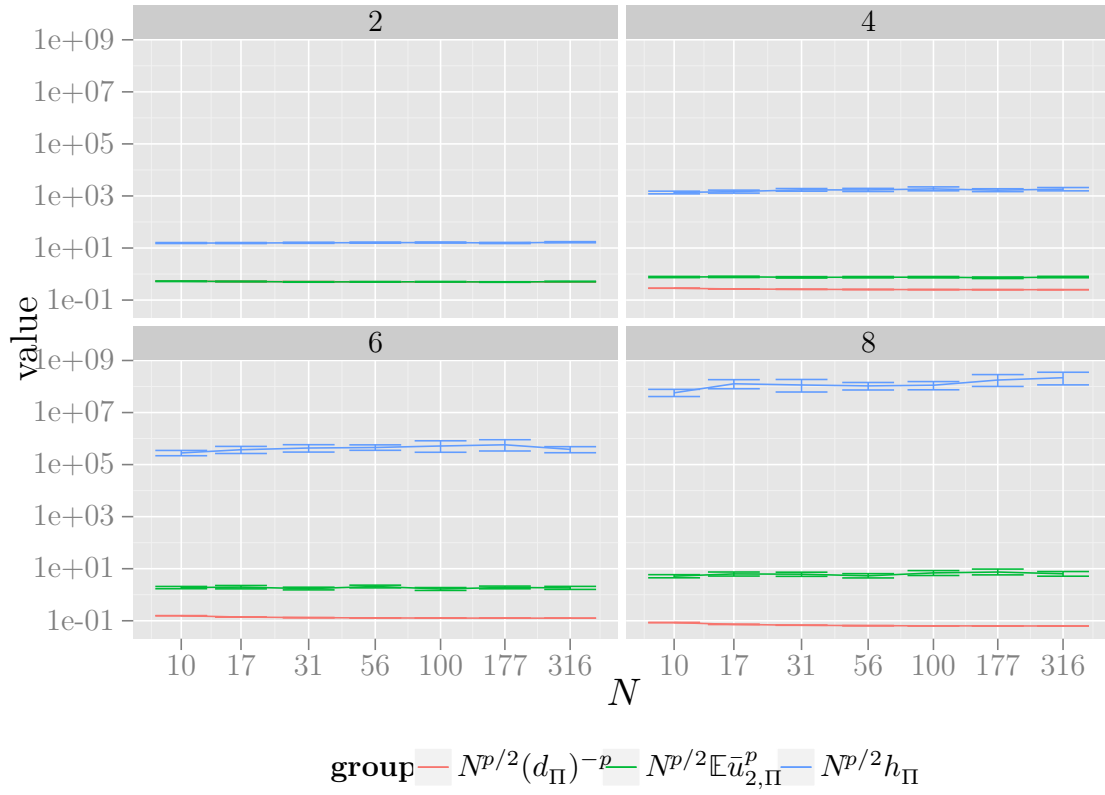 2 4
1e+09
1e+07
1e+05
1e+03
1e+01
1e-01
value
6 8
1e+09
1e+07
1e+05
1e+03
1e+01
1e-01
10 17 31 56 100 177 316 10 17 31 56 100 177 316
N
group N^{p/2}(d_Π)^{-p} N^{p/2}𝔼ū^p_{2,Π} N^{p/2}h_Π